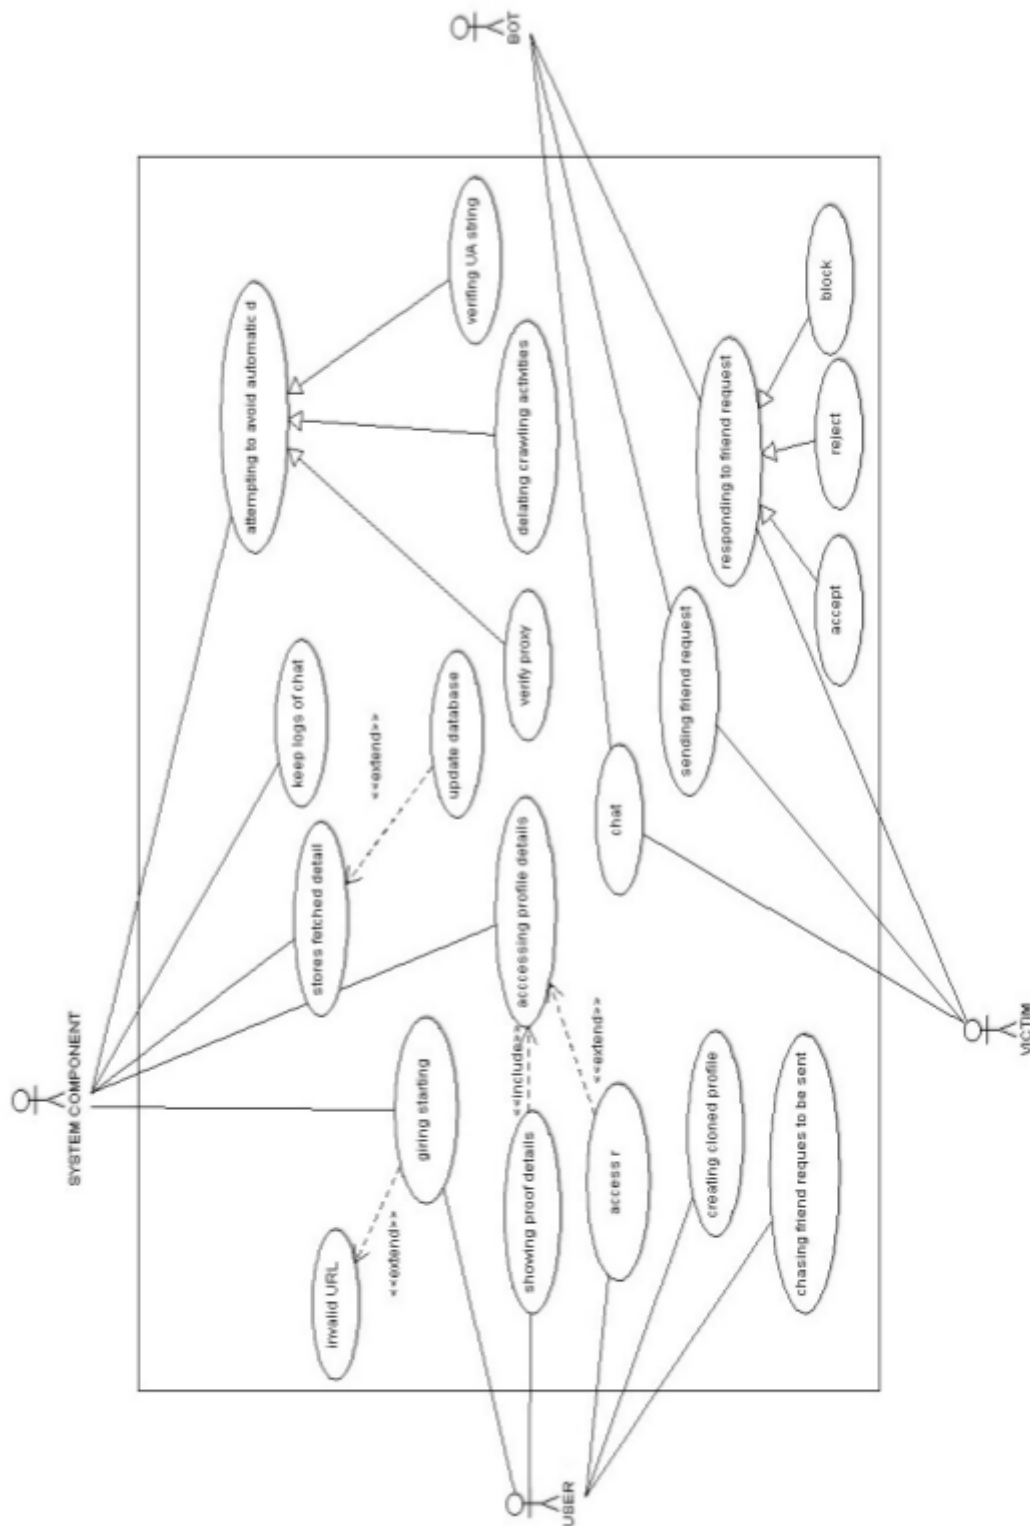 SYSTEM COMPONENT
BOT
USER
VICTIM
invalid URL
<<extend>>
giring starting
stores fetched detail
keep logs of chat
<<extend>>
update database
attempting to avoid automatic d
verify proxy
delating crawling activities
verifing UA string
showing proof details
<<include>>
acccessing profile details
access r
<<extend>>
creating cloned profile
chasing friend reques to be sent
chat
sending friend request
responding to friend request
accept
reject
block